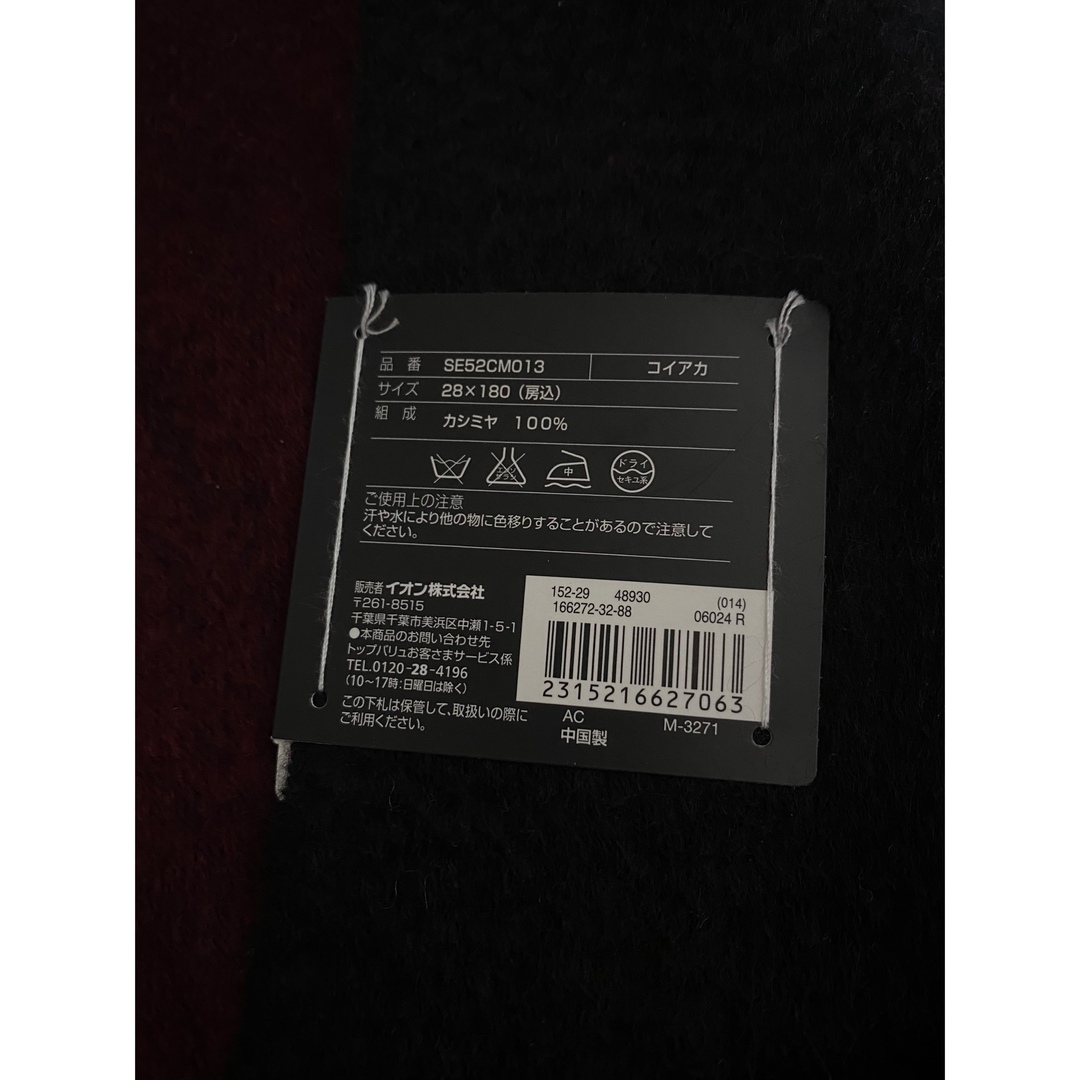 品番 SE52CM013 コイアカ
サイズ 28×180（房込）
組成 カシミヤ 100%
エンソサラシ 中 ドライ セキユ系
ご使用上の注意
汗や水により他の物に色移りすることがあるので注意して
ください。
販売者 イオン株式会社
〒261-8515
千葉県千葉市美浜区中瀬1-5-1
●本商品のお問い合わせ先
トップバリュお客さまサービス係
TEL.0120-28-4196
(10〜17時:日曜日は除く)
この下札は保管して、取扱いの際に
ご利用ください。
152-29 48930 (014)
166272-32-88 06024 R
2315216627063
AC M-3271
中国製